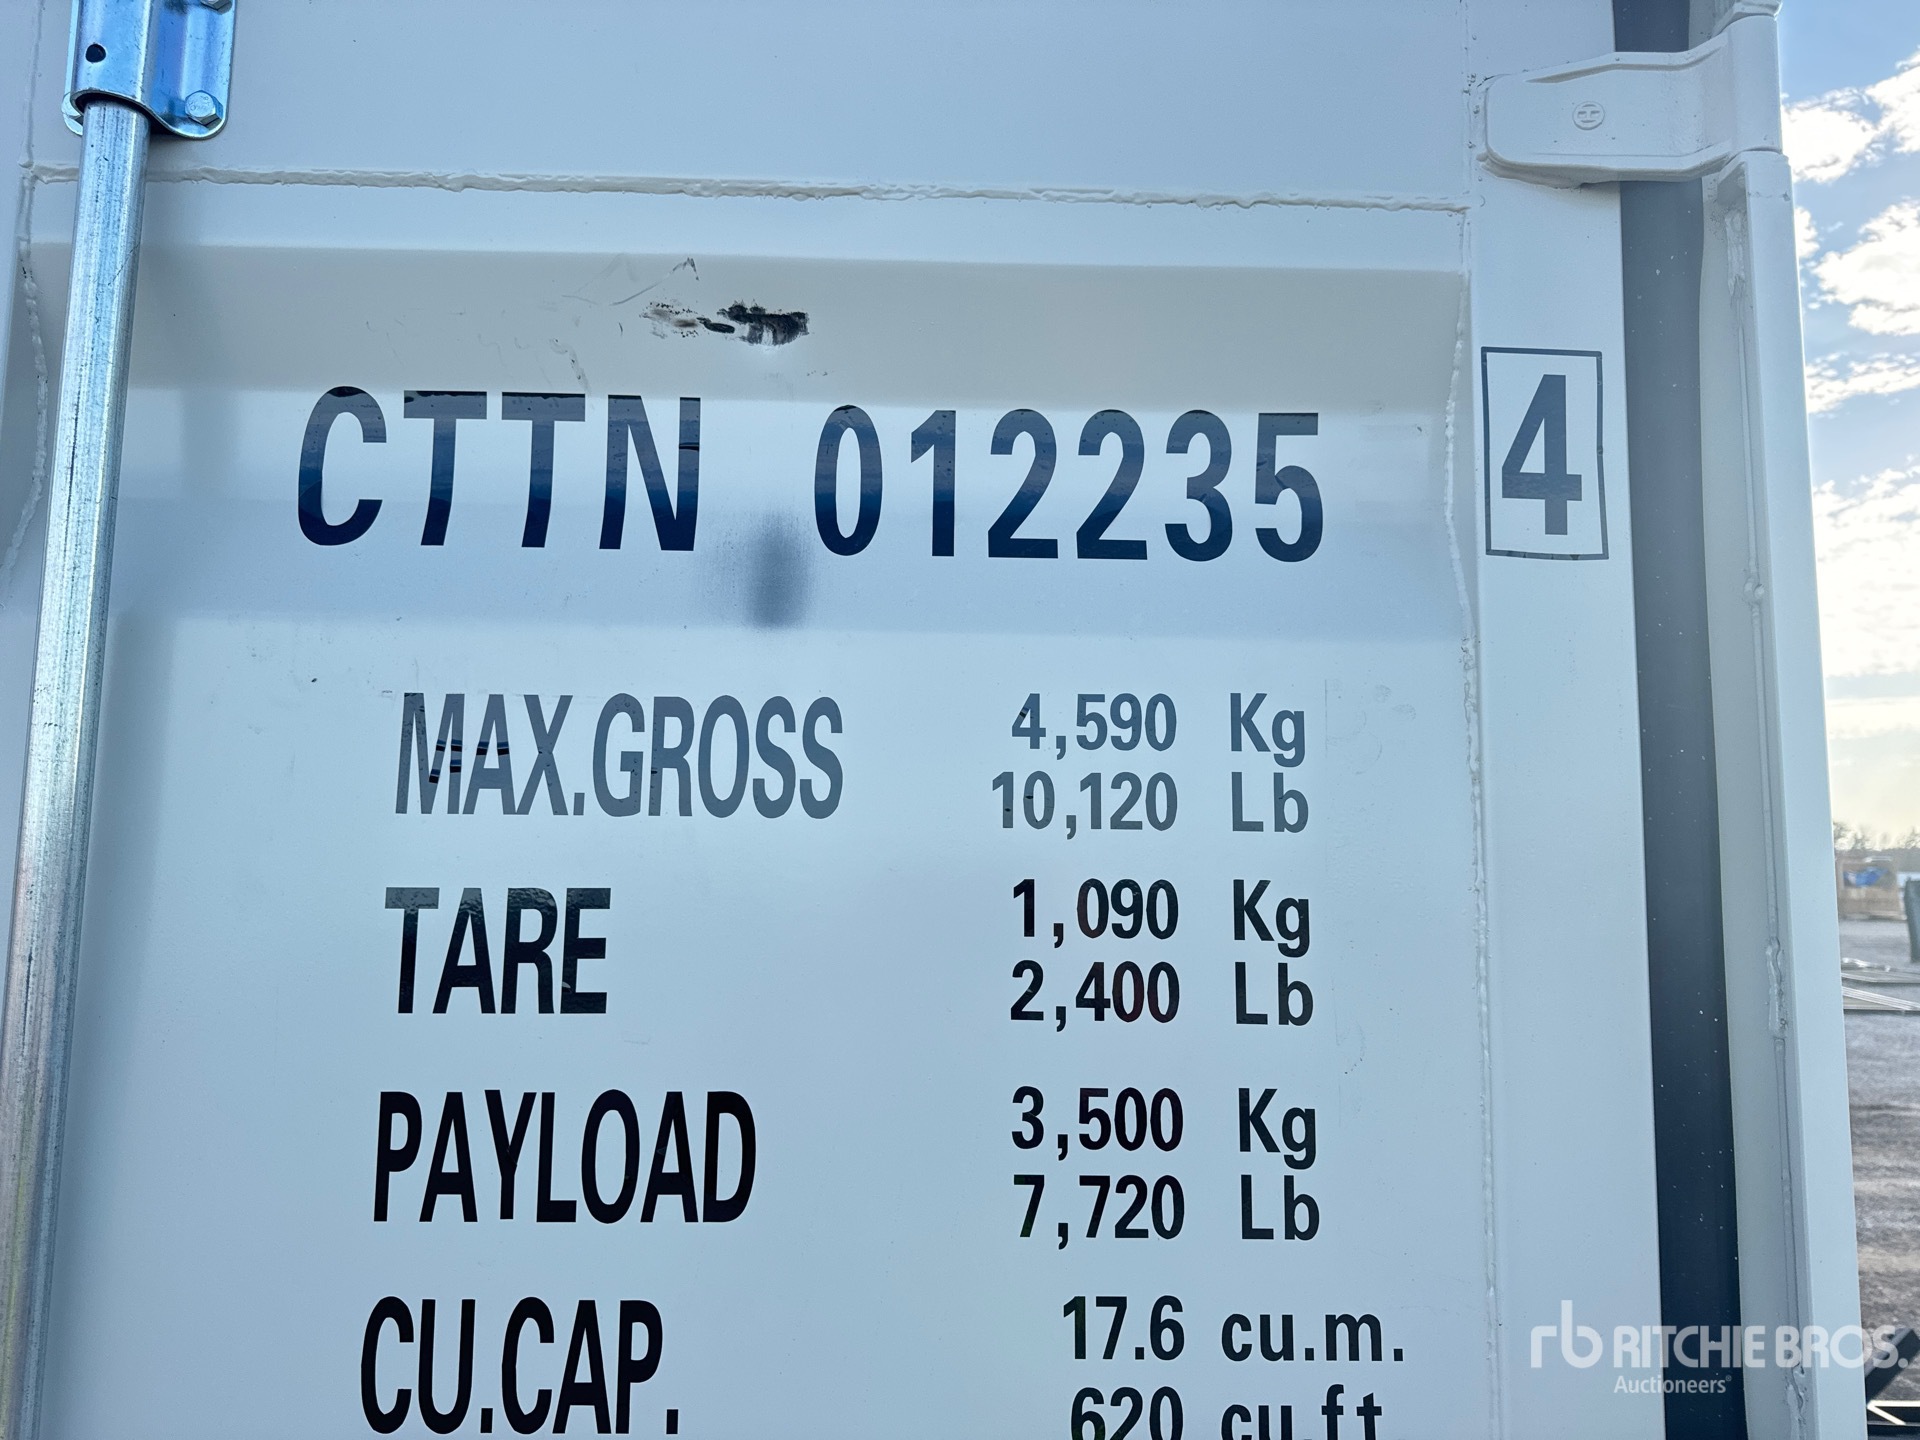 CTTN 012235 4
MAX.GROSS 4,590 Kg
10,120 Lb
TARE 1,090 Kg
2,400 Lb
PAYLOAD 3,500 Kg
7,720 Lb
CU.CAP. 17.6 cu.m.
620 cu.ft
rb RITCHIE BROS.
Auctioneers